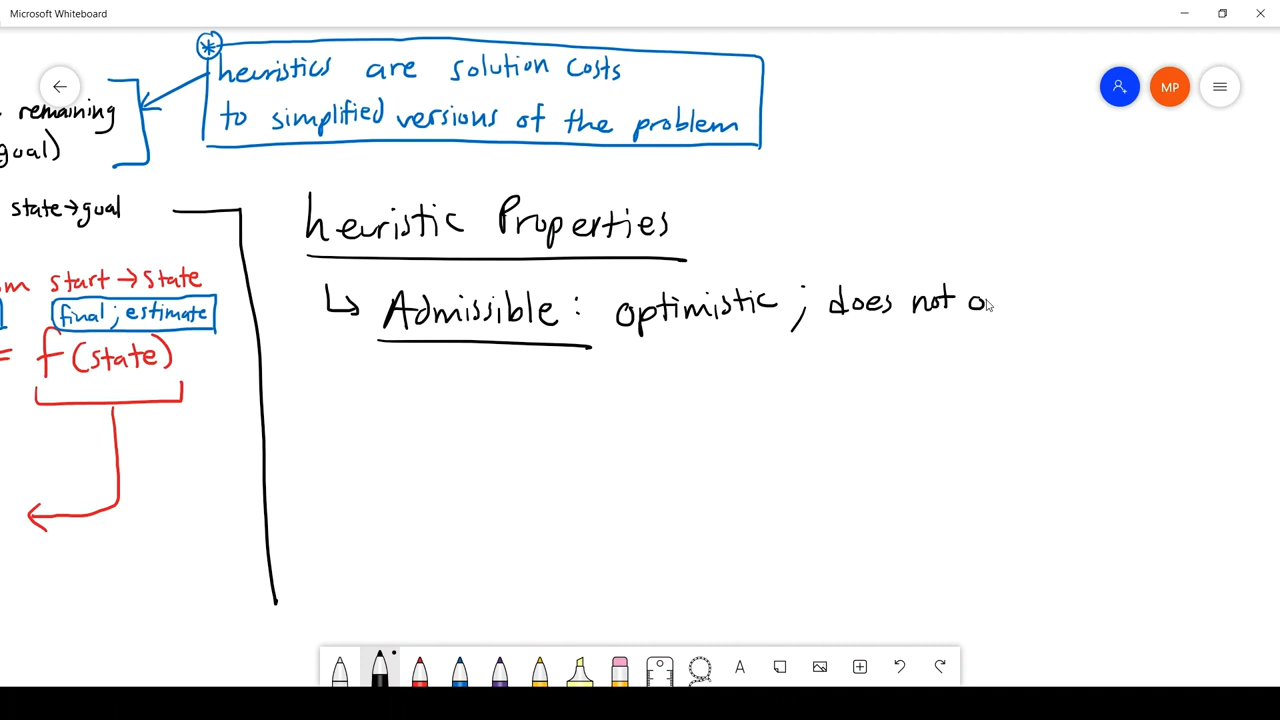 Microsoft Whiteboard
* heuristics are solution costs
to simplified versions of the problem
MP
remaining
goal)
state→goal
heuristic Properties
↳ Admissible: optimistic; does not o
m start→state
final; estimate
= f(state)
A